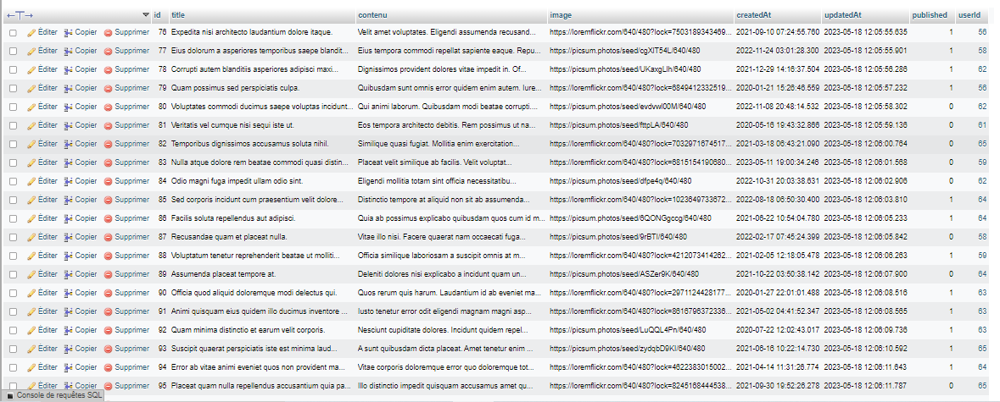 ←T→ id title contenu image createdAt updatedAt published userId
Éditer Copier Supprimer 76 Expedita nisi architecto laudantium dolore itaque. Velit amet voluptates. Eligendi assumenda recusand... https://loremflickr.com/640/480?lock=7503189343469... 2021-09-10 07:24:55.760 2023-05-18 12:05:55.635 1 56
Éditer Copier Supprimer 77 Eius dolorum a asperiores temporibus saepe blandit... Eius tempora commodi repellat sapiente eaque. Repu... https://picsum.photos/seed/cgXIT54L/640/480 2022-11-24 03:01:28.300 2023-05-18 12:05:55.901 1 58
Éditer Copier Supprimer 78 Corrupti autem blanditiis asperiores adipisci maxi... Dignissimos provident dolores vitae impedit in. Of... https://picsum.photos/seed/UKaxgLlh/640/480 2021-12-29 14:16:37.504 2023-05-18 12:05:56.286 1 62
Éditer Copier Supprimer 79 Quam possimus sed perspiciatis culpa. Quibusdam sunt omnis error quidem enim autem. Iure... https://loremflickr.com/640/480?lock=6849412332519... 2020-01-21 15:26:46.559 2023-05-18 12:05:57.232 1 56
Éditer Copier Supprimer 80 Voluptates commodi ducimus saepe voluptas incidunt... Qui animi laborum. Quibusdam modi beatae corrupti.... https://picsum.photos/seed/evdvwl00M/640/480 2022-11-08 20:48:14.532 2023-05-18 12:05:58.302 0 62
Éditer Copier Supprimer 81 Veritatis vel cumque nisi sequi iste ut. Eos tempora architecto debitis. Rem possimus ut na... https://picsum.photos/seed/fttpLA/640/480 2020-05-16 19:43:32.866 2023-05-18 12:05:59.136 0 61
Éditer Copier Supprimer 82 Temporibus dignissimos accusamus soluta nihil. Similique quasi fugiat. Mollitia enim exercitation... https://loremflickr.com/640/480?lock=7032971674517... 2021-03-18 06:43:21.090 2023-05-18 12:06:00.764 0 65
Éditer Copier Supprimer 83 Nulla atque dolore rem beatae commodi quasi distin... Placeat velit similique ab facilis. Velit voluptat... https://loremflickr.com/640/480?lock=6815154190680... 2023-05-11 19:00:34.246 2023-05-18 12:06:01.568 0 59
Éditer Copier Supprimer 84 Odio magni fuga impedit ullam odio sint. Eligendi mollitia totam sint officia necessitatibu... https://picsum.photos/seed/dfpe4q/640/480 2022-10-31 20:03:38.631 2023-05-18 12:06:02.906 0 62
Éditer Copier Supprimer 85 Sed corporis incidunt cum praesentium velit dolore... Distinctio tempore at aliquid non sit ab assumenda... https://loremflickr.com/640/480?lock=1023649733672... 2022-08-18 06:50:30.400 2023-05-18 12:06:03.810 1 64
Éditer Copier Supprimer 86 Facilis soluta repellendus aut adipisci. Quia ab possimus explicabo quibusdam quos cum id m... https://picsum.photos/seed/6QONGgccg/640/480 2021-06-22 10:54:04.780 2023-05-18 12:06:05.233 1 64
Éditer Copier Supprimer 87 Recusandae quam et placeat nulla. Vitae illo nisi. Facere quaerat nam occaecati fuga... https://picsum.photos/seed/9rBTI/640/480 2022-02-17 07:45:24.399 2023-05-18 12:06:05.842 0 58
Éditer Copier Supprimer 88 Voluptatum tenetur reprehenderit beatae ut molliti... Officia similique laboriosam a suscipit omnis at m... https://loremflickr.com/640/480?lock=4212073414262... 2021-02-05 12:18:05.478 2023-05-18 12:06:06.263 1 59
Éditer Copier Supprimer 89 Assumenda placeat tempore at. Deleniti dolores nisi explicabo a incidunt quam un... https://picsum.photos/seed/ASZer9K/640/480 2021-10-22 03:50:38.142 2023-05-18 12:06:07.900 0 64
Éditer Copier Supprimer 90 Officia quod aliquid doloremque modi delectus qui. Quos rerum quis harum. Laudantium id ab eveniet ma... https://loremflickr.com/640/480?lock=2971124428177... 2020-01-27 22:01:01.488 2023-05-18 12:06:08.516 1 63
Éditer Copier Supprimer 91 Animi quisquam eius quidem illo ducimus inventore ... Iusto tenetur error odit eligendi magnam magni asp... https://loremflickr.com/640/480?lock=8616796372336... 2021-05-02 04:41:52.347 2023-05-18 12:06:08.565 1 63
Éditer Copier Supprimer 92 Quam minima distinctio et earum velit corporis. Nesciunt cupiditate dolores. Incidunt quidem repel... https://picsum.photos/seed/LuQQL4Pn/640/480 2020-07-22 12:02:43.017 2023-05-18 12:06:09.736 1 63
Éditer Copier Supprimer 93 Suscipit quaerat perspiciatis iste est minima laud... A sunt quibusdam dicta placeat. Amet tenetur enim ... https://picsum.photos/seed/zydqbD9KI/640/480 2021-06-16 10:22:14.730 2023-05-18 12:06:10.592 1 65
Éditer Copier Supprimer 94 Error ab vitae animi eveniet quos non provident ma... Vitae corporis doloremque error quo doloremque tot... https://loremflickr.com/640/480?lock=4622383015002... 2021-04-14 11:31:26.774 2023-05-18 12:06:11.643 1 64
Éditer Copier Supprimer 95 Placeat quam nulla repellendus accusantium quia pa... Illo distinctio impedit quisquam accusamus amet qu... https://loremflickr.com/640/480?lock=8245168444538... 2021-09-30 19:52:26.278 2023-05-18 12:06:11.787 0 65
Console de requêtes SQL